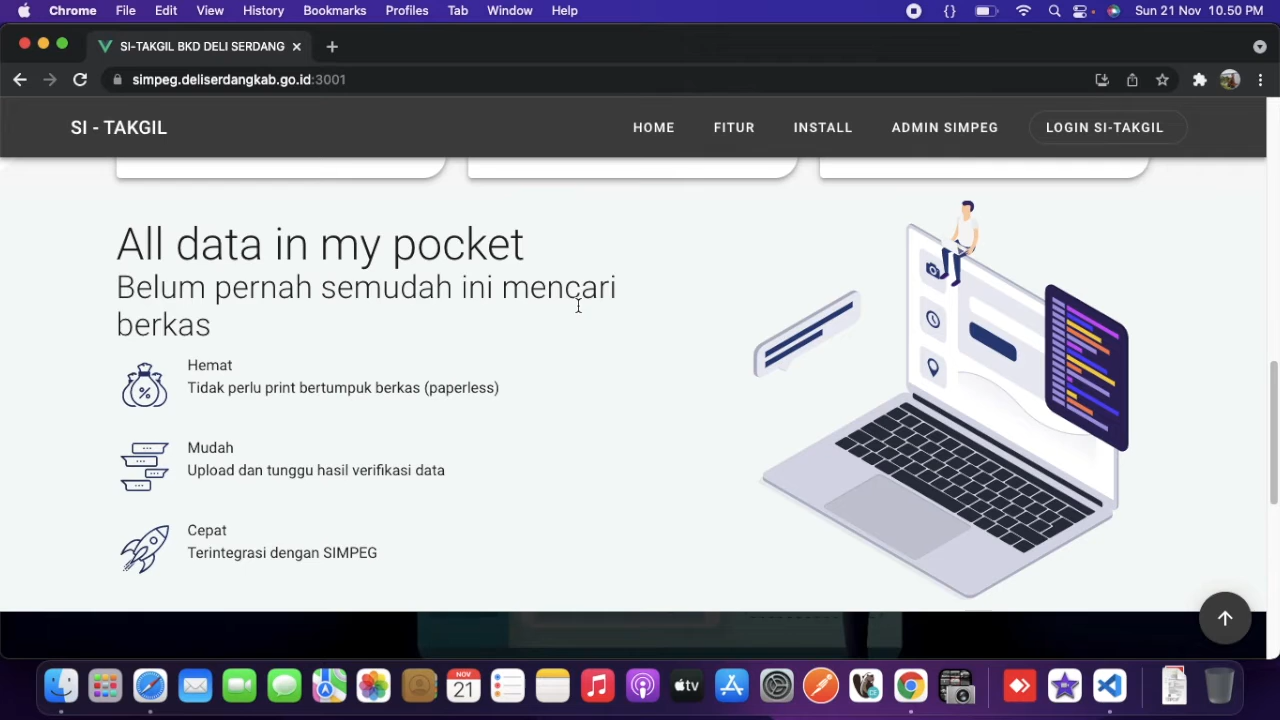 Chrome File Edit View History Bookmarks Profiles Tab Window Help Sun 21 Nov 10.50 PM
SI-TAKGIL BKD DELI SERDANG
simpeg.deliserdangkab.go.id:3001
SI - TAKGIL HOME FITUR INSTALL ADMIN SIMPEG LOGIN SI-TAKGIL
All data in my pocket
Belum pernah semudah ini mencari
berkas
Hemat
Tidak perlu print bertumpuk berkas (paperless)
Mudah
Upload dan tunggu hasil verifikasi data
Cepat
Terintegrasi dengan SIMPEG
NOV
21
tv